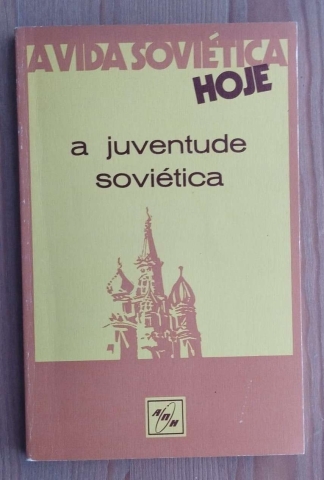 A VIDA SOVIÉTICA
HOJE
a juventude
soviética
АПН